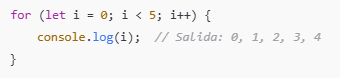 for (let i = 0; i < 5; i++) {
    console.log(i);  // Salida: 0, 1, 2, 3, 4
}